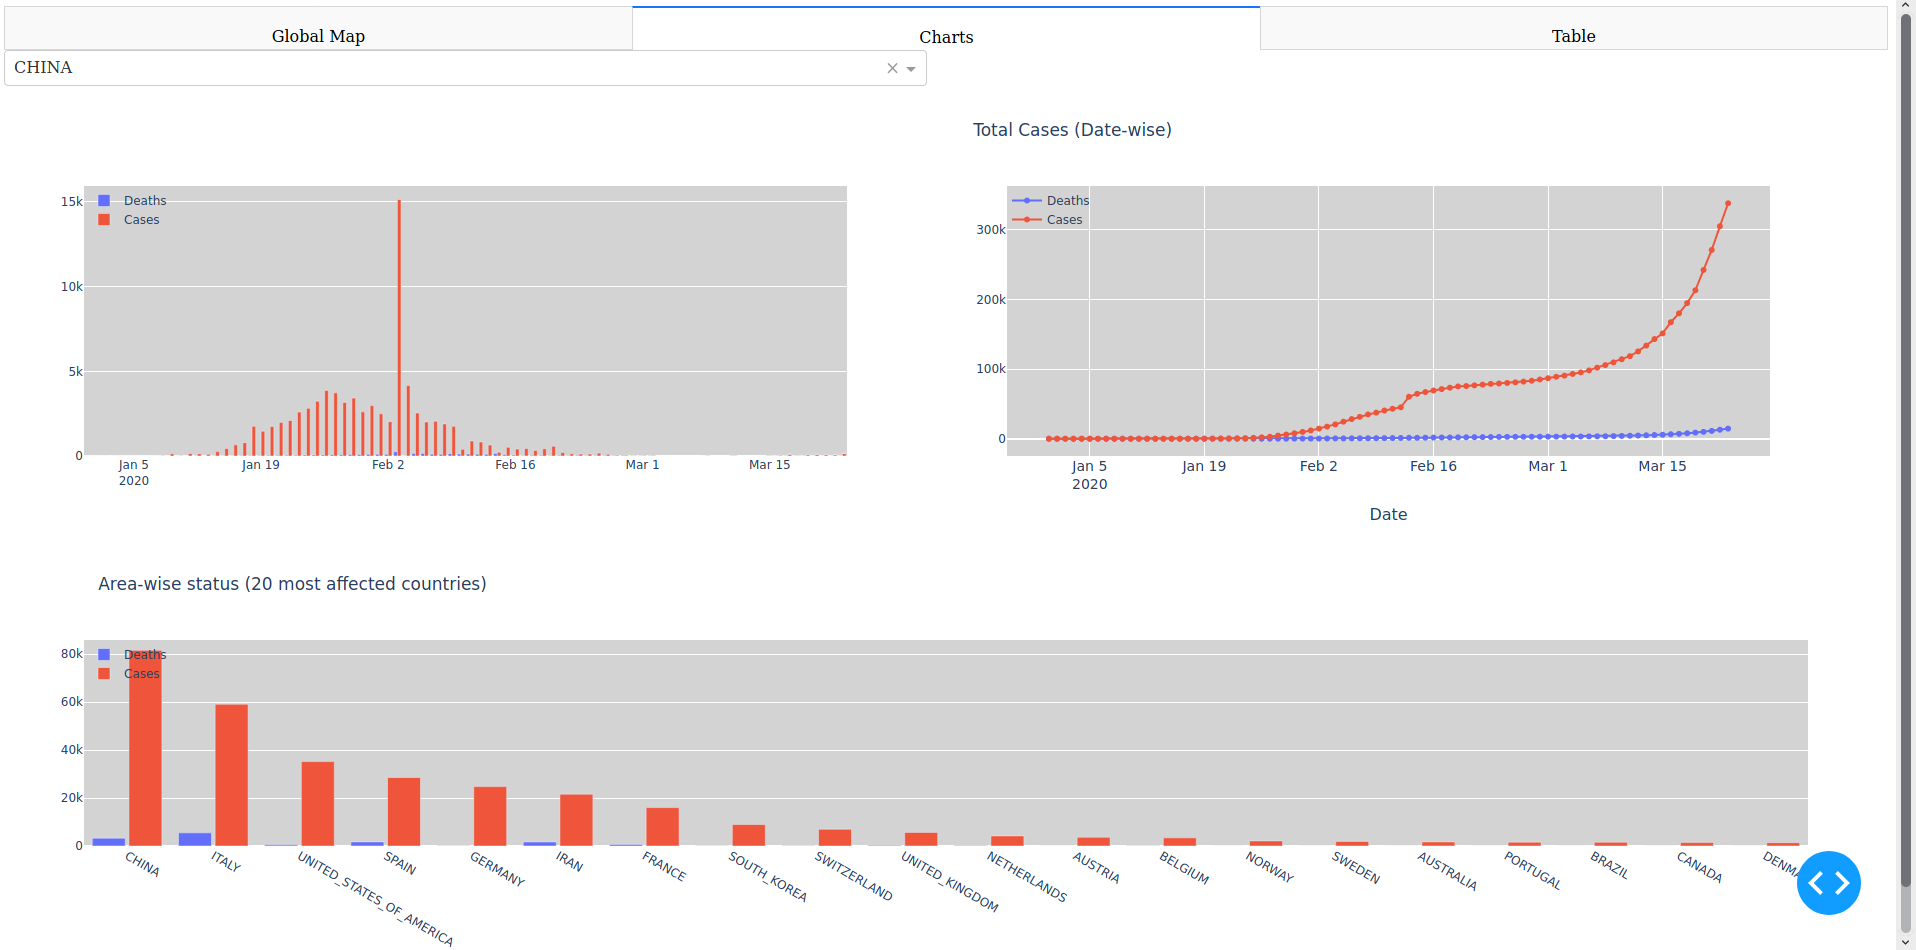 Global Map
Charts
Table
CHINA
Total Cases (Date-wise)
Deaths
Cases
15k
10k
5k
0
Jan 5
2020
Jan 19
Feb 2
Feb 16
Mar 1
Mar 15
Deaths
Cases
300k
200k
100k
0
Jan 5
2020
Jan 19
Feb 2
Feb 16
Mar 1
Mar 15
Date
Area-wise status (20 most affected countries)
Deaths
Cases
80k
60k
40k
20k
0
CHINA
ITALY
UNITED_STATES_OF_AMERICA
SPAIN
GERMANY
IRAN
FRANCE
SOUTH_KOREA
SWITZERLAND
UNITED_KINGDOM
NETHERLANDS
AUSTRIA
BELGIUM
NORWAY
SWEDEN
AUSTRALIA
PORTUGAL
BRAZIL
CANADA